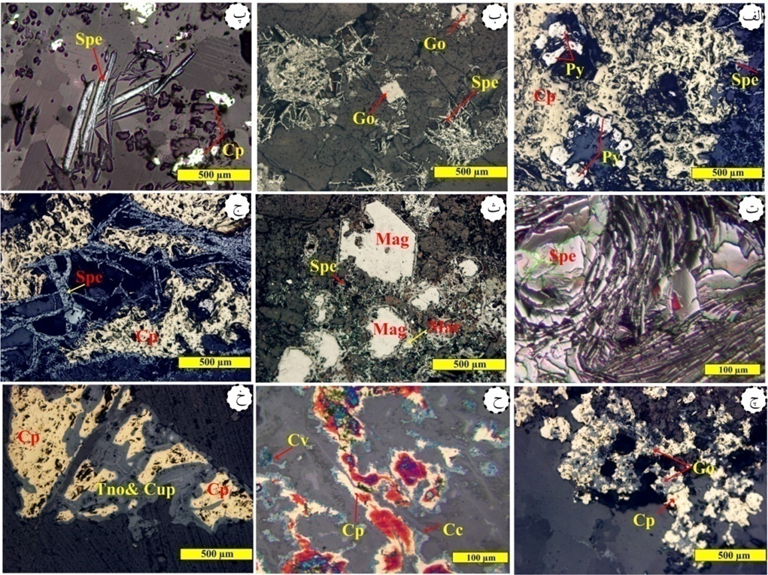 الف
Py
Spe
Cp
Py
500 µm
ب
Go
Spe
Go
500 µm
پ
Spe
Cp
500 µm
ت
Spe
100 µm
ث
Mag
Spe
Mag
500 µm
ج
Spe
Cp
500 µm
چ
Go
Cp
500 µm
ح
Cv
Cp
Cc
100 µm
خ
Cp
Tno& Cup
Cp
500 µm